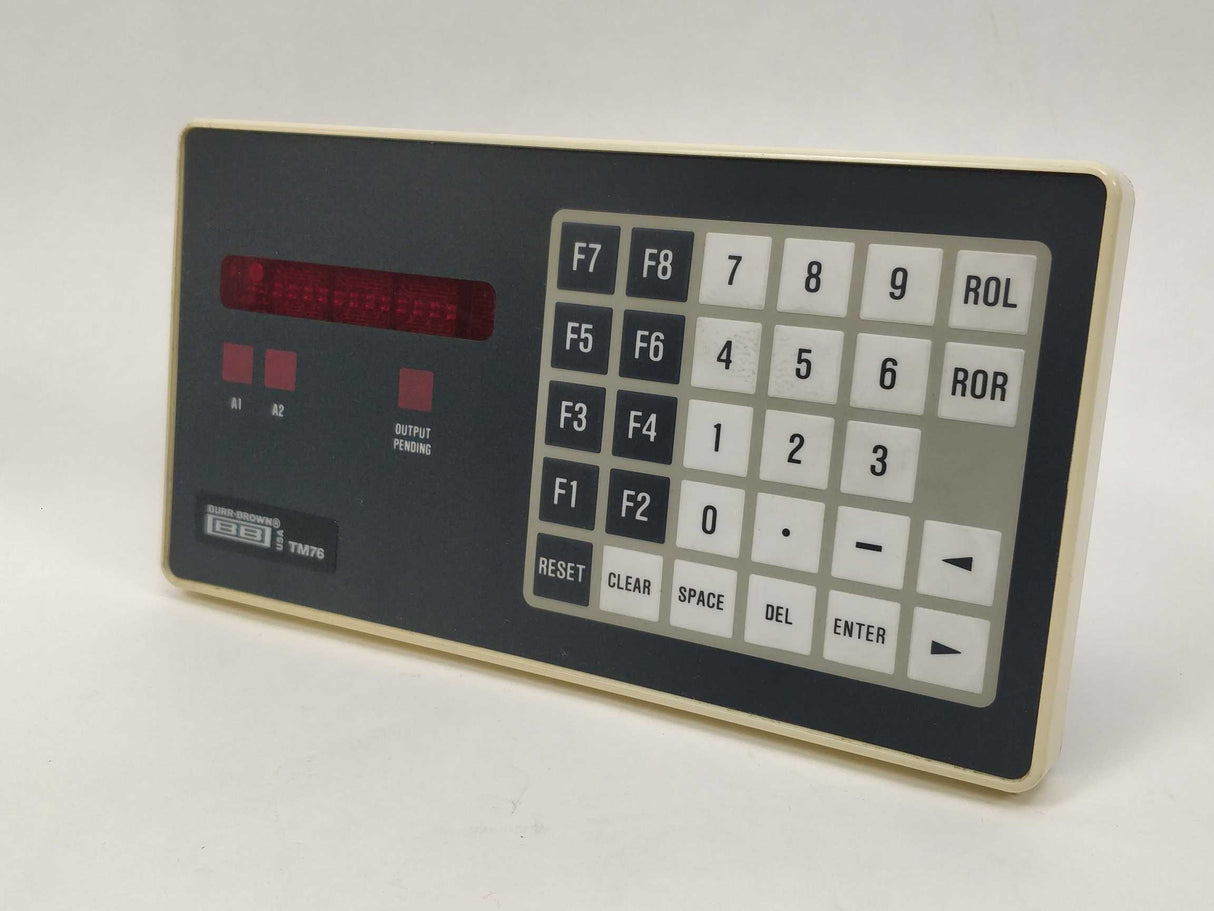 A1
A2
OUTPUT
PENDING
BURR-BROWN®
BB
USA
TM76
F7 F8 7 8 9 ROL
F5 F6 4 5 6 ROR
F3 F4 1 2 3
F1 F2 0 . – ◄
RESET CLEAR SPACE DEL ENTER ►